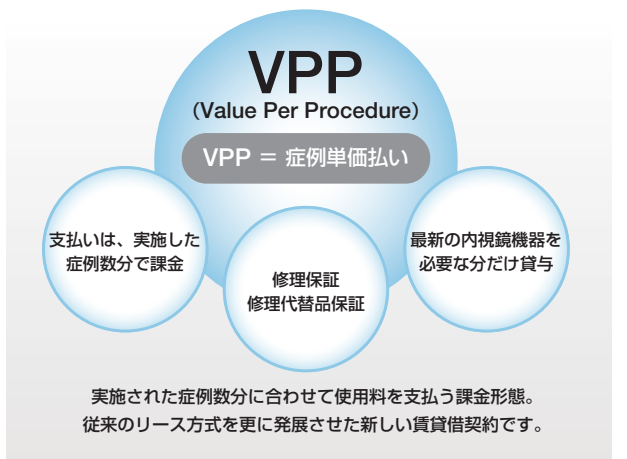 VPP
(Value Per Procedure)
VPP = 症例単価払い
支払いは、実施した
症例数分で課金
修理保証
修理代替品保証
最新の内視鏡機器を
必要な分だけ貸与
実施された症例数分に合わせて使用料を支払う課金形態。
従来のリース方式を更に発展させた新しい賃貸借契約です。